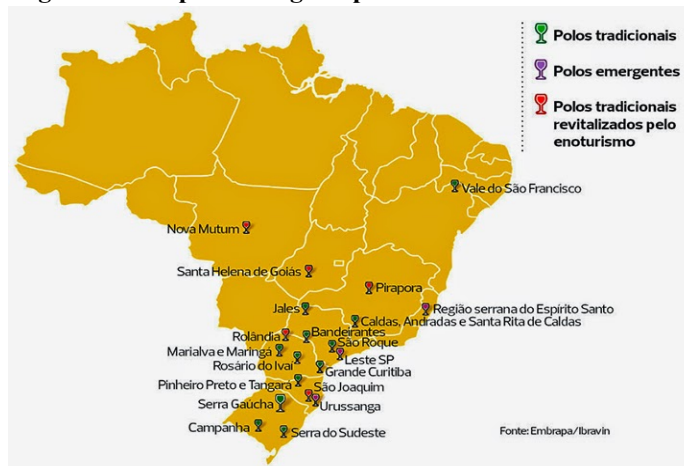 Polos tradicionais
Polos emergentes
Polos tradicionais
revitalizados pelo
enoturismo
Vale do São Francisco
Nova Mutum
Santa Helena de Goiás
Pirapora
Jales
Região serrana do Espírito Santo
Caldas, Andradas e Santa Rita de Caldas
Rolândia
Bandeirantes
São Roque
Marialva e Maringá
Leste SP
Rosário do Ivaí
Grande Curitiba
Pinheiro Preto e Tangará
São Joaquim
Serra Gaúcha
Urussanga
Campanha
Serra do Sudeste
Fonte: Embrapa/Ibravin